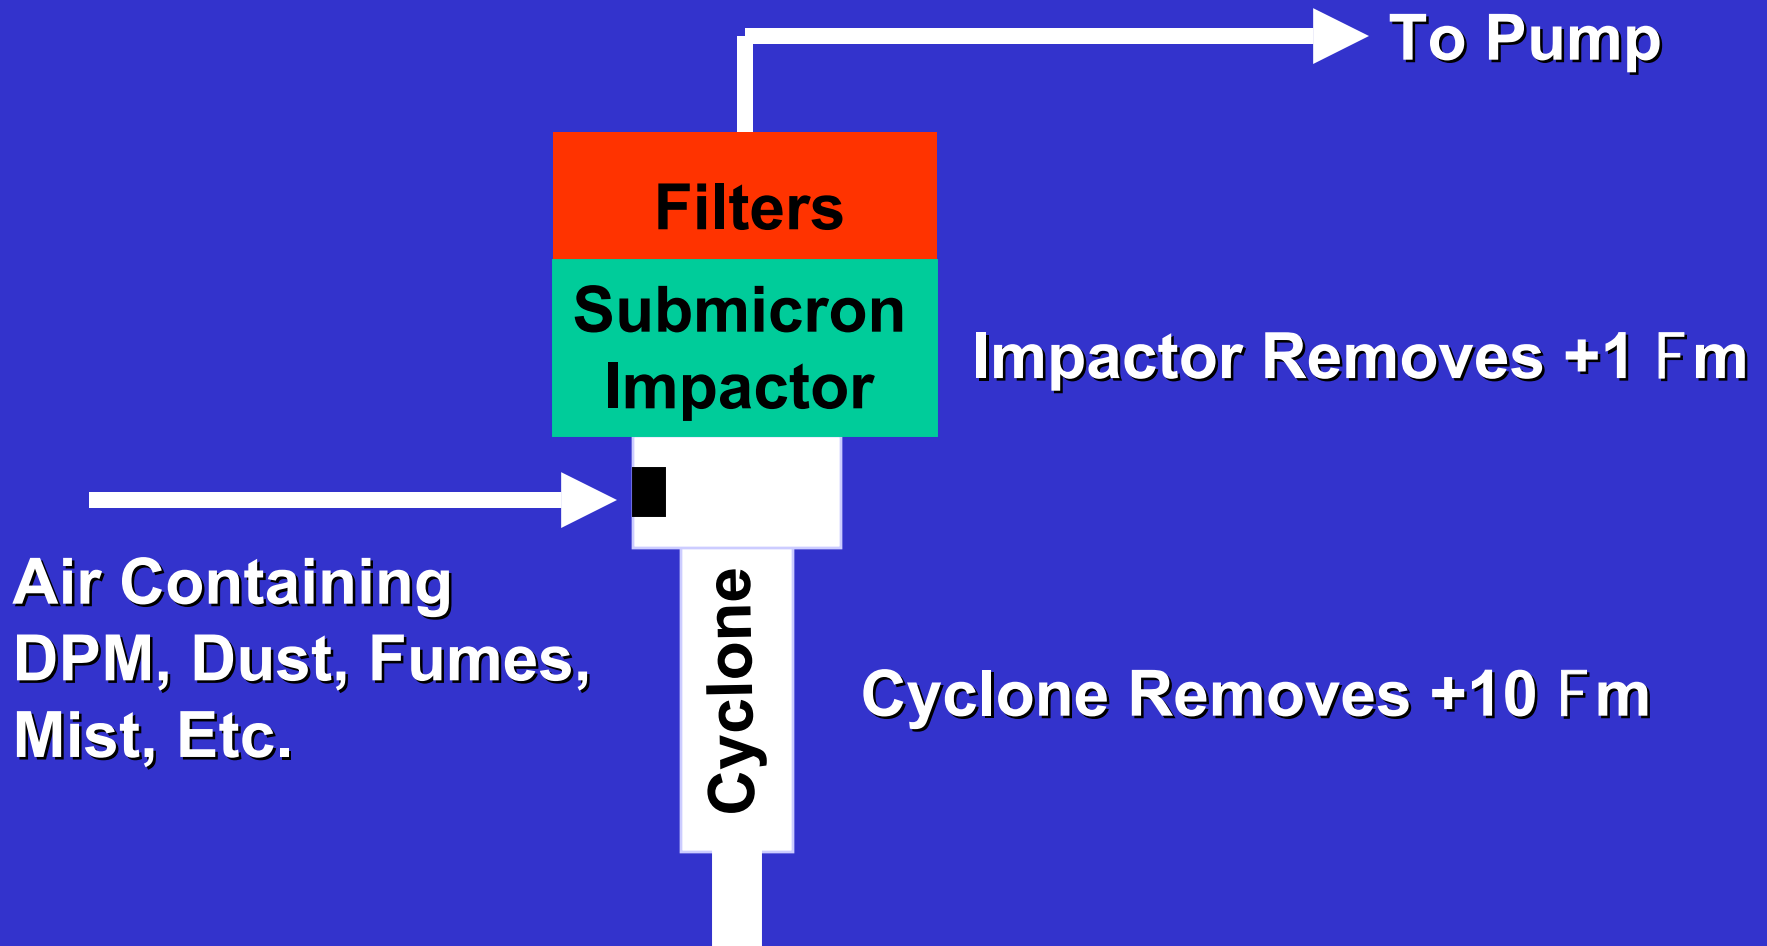 To Pump
Filters
Submicron
Impactor
Impactor Removes +1 Fm
Air Containing
DPM, Dust, Fumes,
Mist, Etc.
Cyclone
Cyclone Removes +10 Fm